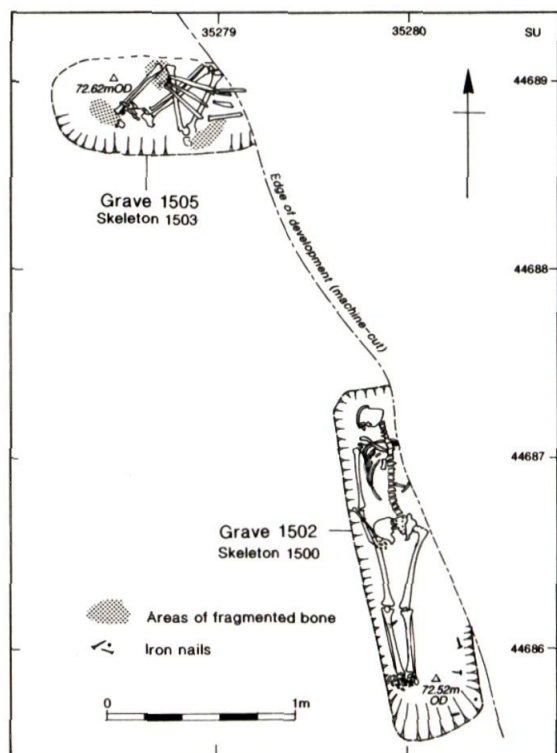 35279
35280
SU
44689
72.62mOD
Grave 1505
Skeleton 1503
Edge of development (machine-cut)
44688
44687
Grave 1502
Skeleton 1500
Areas of fragmented bone
Iron nails
44686
72.52m
OD
0
1m